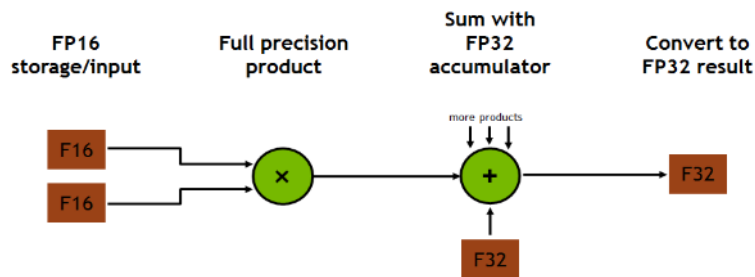 FP16
storage/input
Full precision
product
Sum with
FP32
accumulator
Convert to
FP32 result
more products
F16
F16
×
+
F32
F32